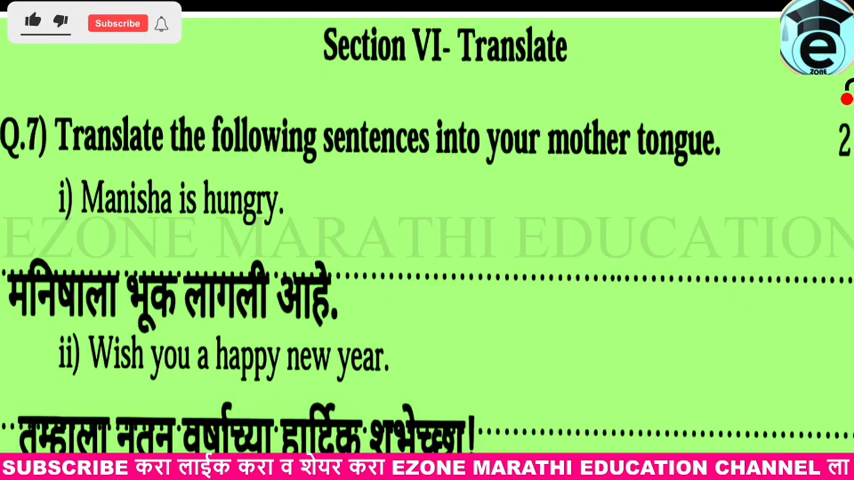 Subscribe
e
ZONE
Section VI- Translate
Q.7) Translate the following sentences into your mother tongue. 2
i) Manisha is hungry.
EZONE MARATHI EDUCATION
मनिषाला भूक लागली आहे.
ii) Wish you a happy new year.
तुम्हाला नूतन वर्षाच्या हार्दिक शुभेच्छा!
SUBSCRIBE करा लाईक करा व शेयर करा EZONE MARATHI EDUCATION CHANNEL ला